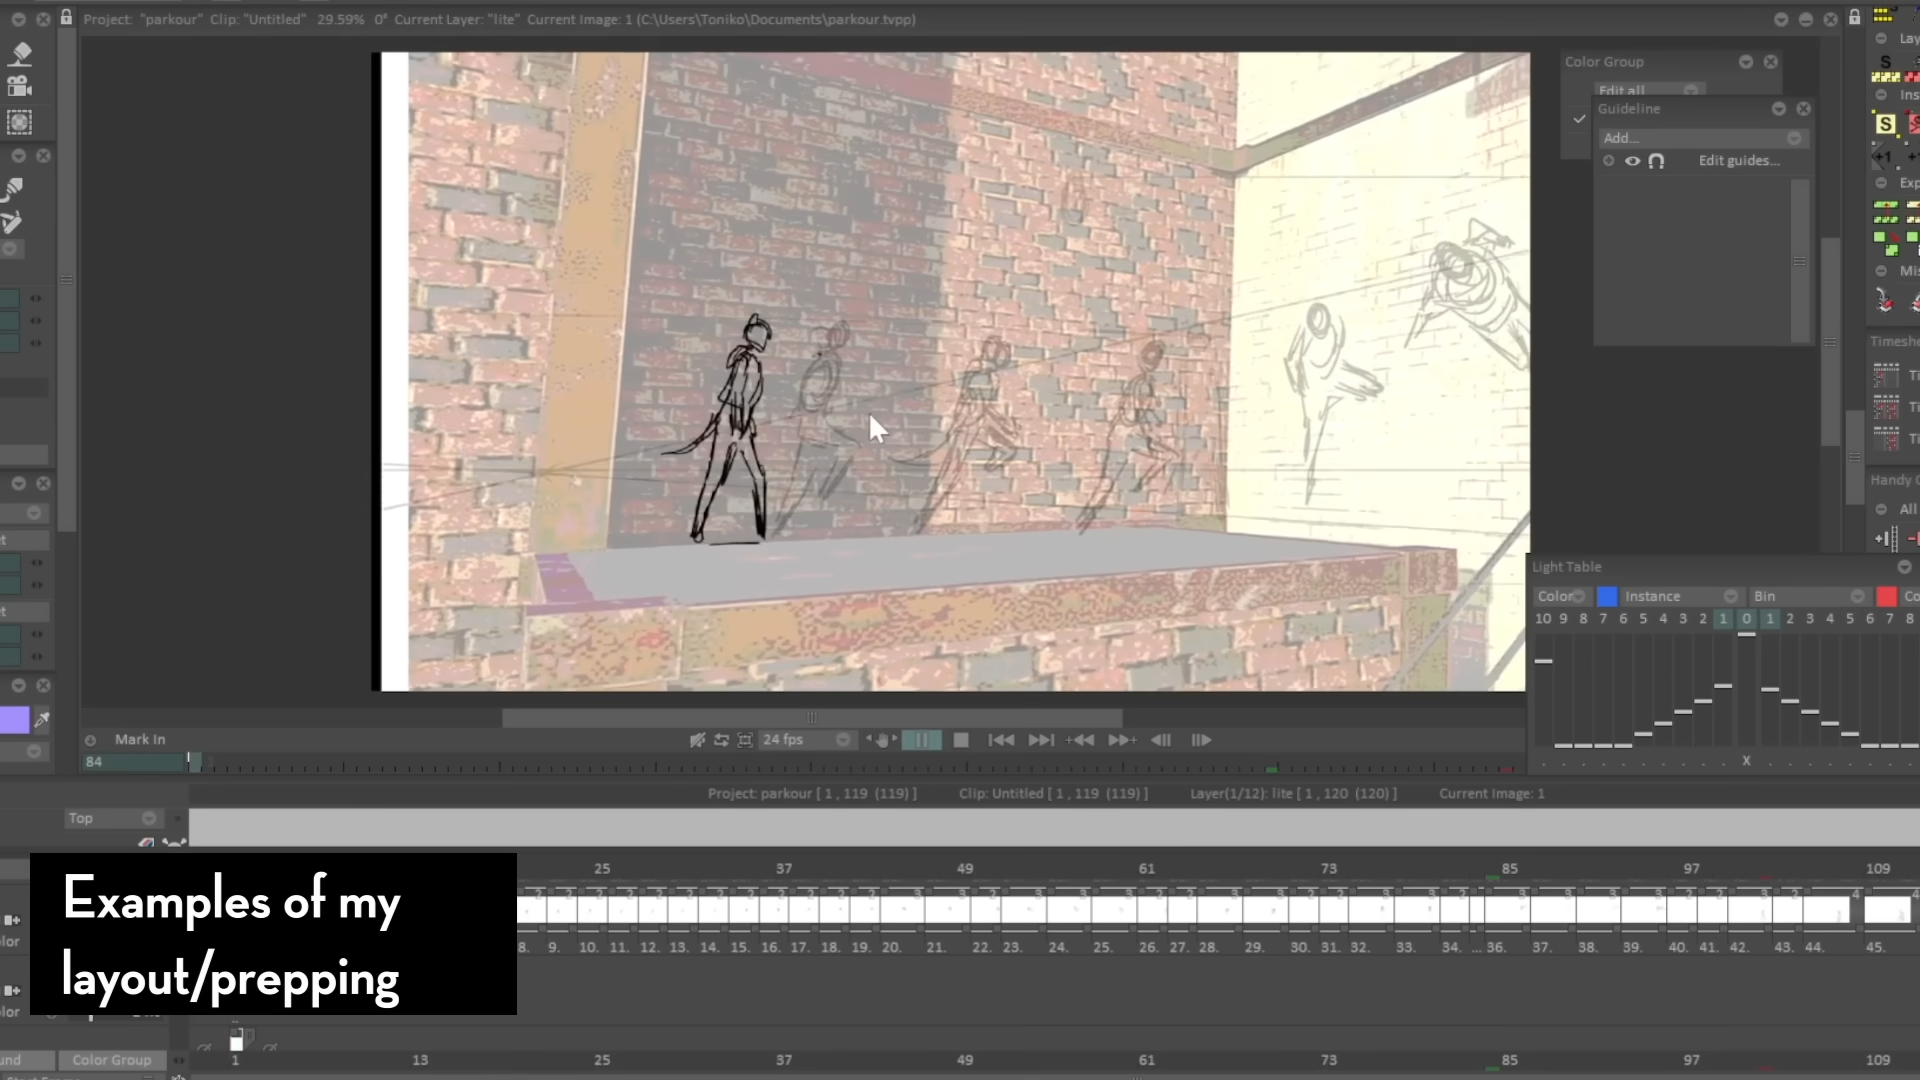 Project: "parkour" Clip: "Untitled" 29.59% 0° Current Layer: "lite" Current Image: 1 (C:\Users\Toniko\Documents\parkour.tvpp)
Color Group
Edit all
Guideline
Add...
Edit guides...
S
S
+1
Light Table
Color
Instance
Bin
10 9 8 7 6 5 4 3 2 1 0 1 2 3 4 5 6 7 8
X
Mark In
24 fps
84
Project: parkour [ 1 , 119 (119) ]
Clip: Untitled [ 1 , 119 (119) ]
Layer(1/12): lite [ 1 , 120 (120) ]
Current Image: 1
Top
25 37 49 61 73 85 97 109
8. 9. 10. 11. 12. 13. 14. 15. 16. 17. 18. 19. 20. 21. 22. 23. 24. 25. 26. 27. 28. 29. 30. 31. 32. 33. 34. ... 36. 37. 38. 39. 40. 41. 42. 43. 44. 45.
Examples of my
layout/prepping
Color Group
1 13 25 37 49 61 73 85 97 109